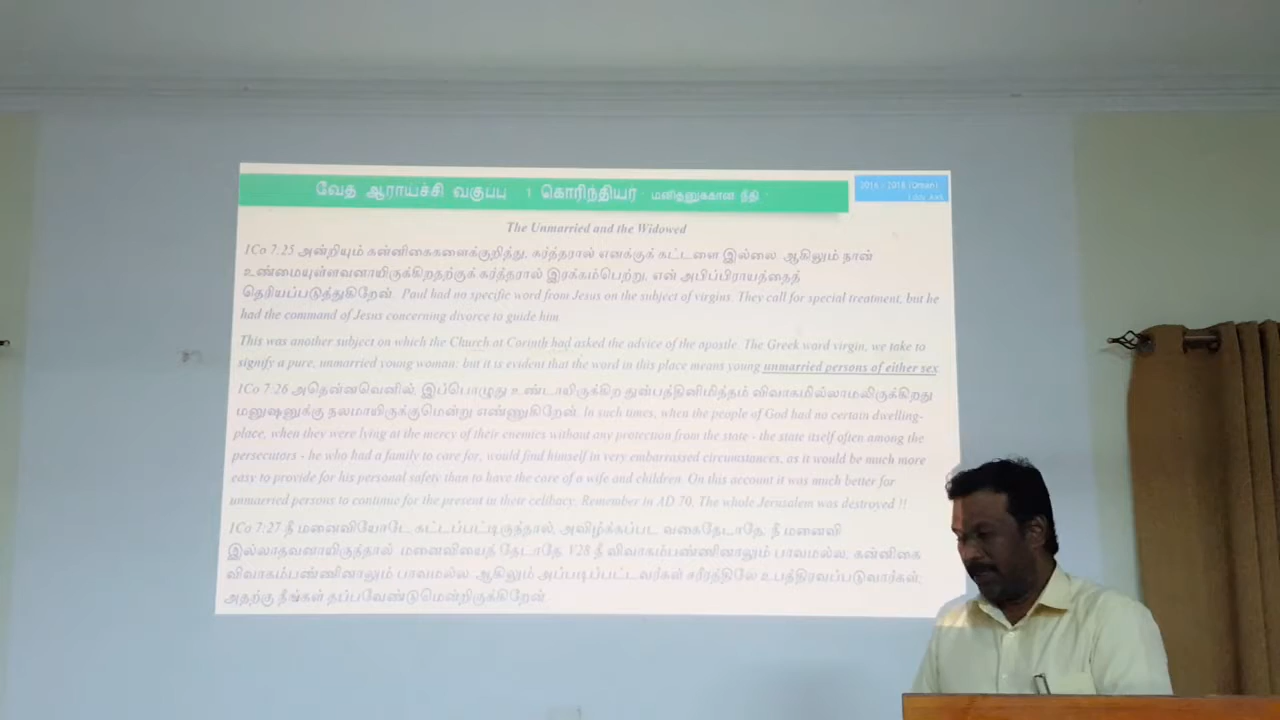 வேத ஆராய்ச்சி வகுப்பு 1 கொரிந்தியர் - மனிதனுக்கான நீதி -
2016 - 2018 (Oman)
The Unmarried and the Widowed
1Co 7:25 அன்றியும் கன்னிகைகளைக்குறித்து, கர்த்தரால் எனக்குக் கட்டளை இல்லை. ஆகிலும் நான்
உண்மையுள்ளவனாயிருக்கிறதற்குக் கர்த்தரால் இரக்கம்பெற்று, என் அபிப்பிராயத்தைத்
தெரியப்படுத்துகிறேன். Paul had no specific word from Jesus on the subject of virgins. They call for special treatment, but he
had the command of Jesus concerning divorce to guide him.
This was another subject on which the Church at Corinth had asked the advice of the apostle. The Greek word virgin, we take to
signify a pure, unmarried young woman: but it is evident that the word in this place means young unmarried persons of either sex
1Co 7:26 அதென்னவெனில், இப்பொழுது உண்டாயிருக்கிற துன்பத்தினிமித்தம் விவாகமில்லாமலிருக்கிறது
மனுஷனுக்கு நலமாயிருக்குமென்று எண்ணுகிறேன். In such times, when the people of God had no certain dwelling-
place, when they were lying at the mercy of their enemies without any protection from the state - the state itself often among the
persecutors - he who had a family to care for, would find himself in very embarrassed circumstances, as it would be much more
easy to provide for his personal safety than to have the care of a wife and children. On this account it was much better for
unmarried persons to continue for the present in their celibacy. Remember in AD 70, The whole Jerusalem was destroyed !!
1Co 7:27 நீ மனைவியோடே கட்டப்பட்டிருந்தால், அவிழ்க்கப்பட வகைதேடாதே, நீ மனைவி
இல்லாதவனாயிருந்தால் மனைவியைத் தேடாதே. V28 நீ விவாகம்பண்ணினாலும் பாவமல்ல, கன்னிகை
விவாகம்பண்ணினாலும் பாவமல்ல. ஆகிலும் அப்படிப்பட்டவர்கள் சரீரத்திலே உபத்திரவப்படுவார்கள்;
அதற்கு நீங்கள் தப்பவேண்டுமென்றிருக்கிறேன்.